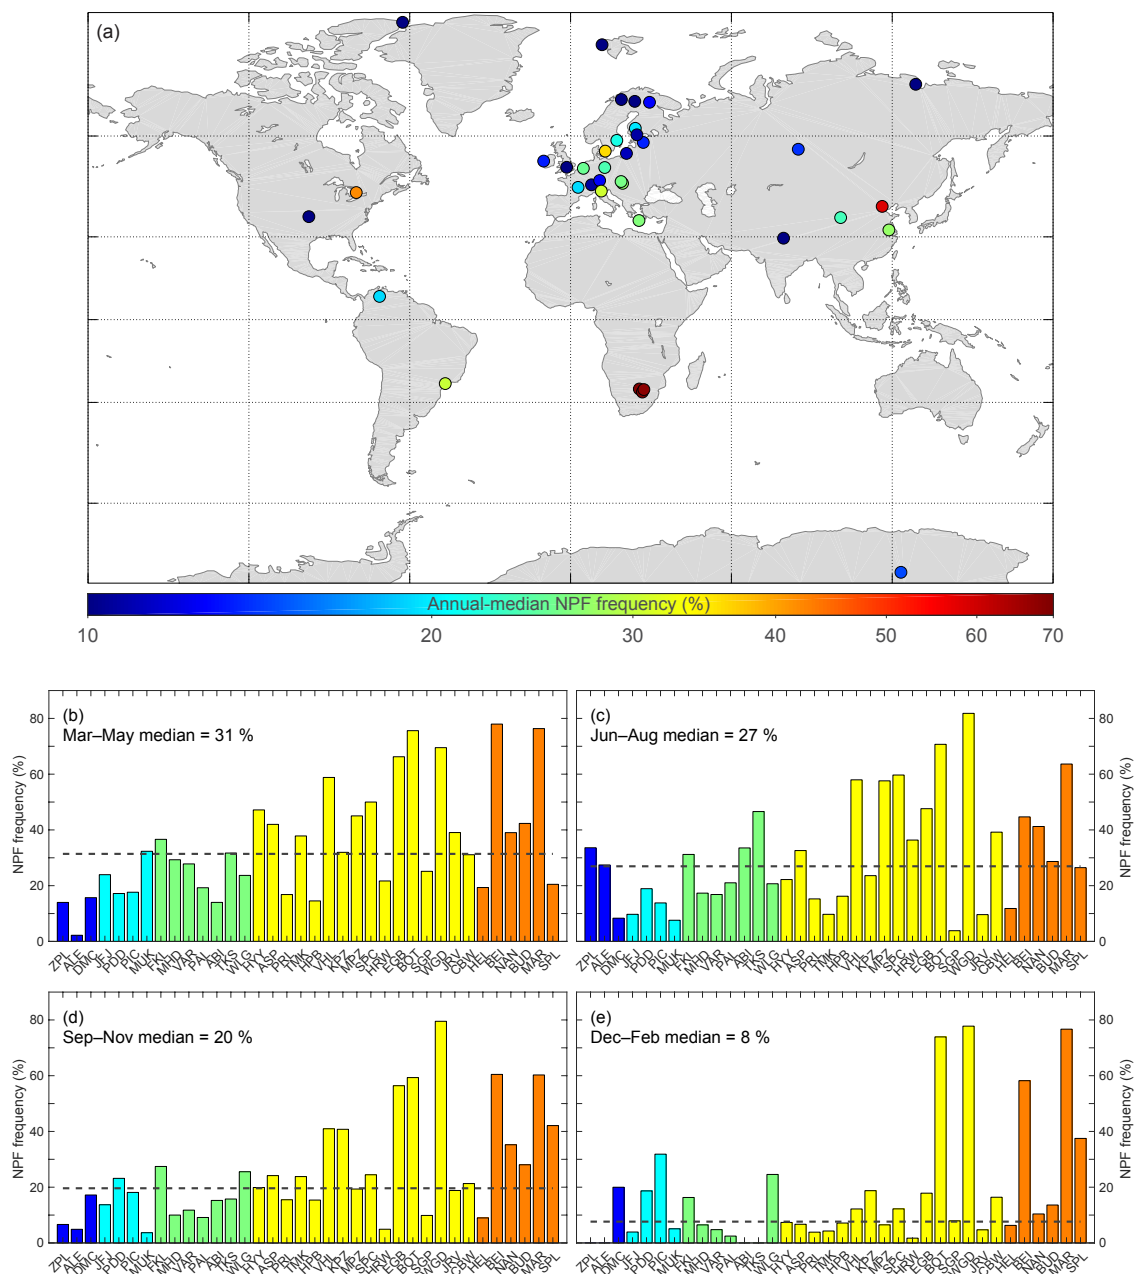 (a)
Annual-median NPF frequency (%)
10 20 30 40 50 60 70
(b)
Mar–May median = 31 %
NPF frequency (%)
80
60
40
20
0
ZPL ALE DMC JFJ PDD PIC MUK FKL MHD VAR PAL ABI TKS WLG HYY ASP PRL TMK HPB VHL KPZ MPZ SPC HRW EGB BOT SGP WGD JRV CBW HEL BEI NAN BUD MAR SPL
(c)
Jun–Aug median = 27 %
NPF frequency (%)
80
60
40
20
0
ZPL ALE DMC JFJ PDD PIC MUK FKL MHD VAR PAL ABI TKS WLG HYY ASP PRL TMK HPB VHL KPZ MPZ SPC HRW EGB BOT SGP WGD JRV CBW HEL BEI NAN BUD MAR SPL
(d)
Sep–Nov median = 20 %
NPF frequency (%)
80
60
40
20
0
ZPL ALE DMC JFJ PDD PIC MUK FKL MHD VAR PAL ABI TKS WLG HYY ASP PRL TMK HPB VHL KPZ MPZ SPC HRW EGB BOT SGP WGD JRV CBW HEL BEI NAN BUD MAR SPL
(e)
Dec–Feb median = 8 %
NPF frequency (%)
80
60
40
20
0
ZPL ALE DMC JFJ PDD PIC MUK FKL MHD VAR PAL ABI TKS WLG HYY ASP PRL TMK HPB VHL KPZ MPZ SPC HRW EGB BOT SGP WGD JRV CBW HEL BEI NAN BUD MAR SPL